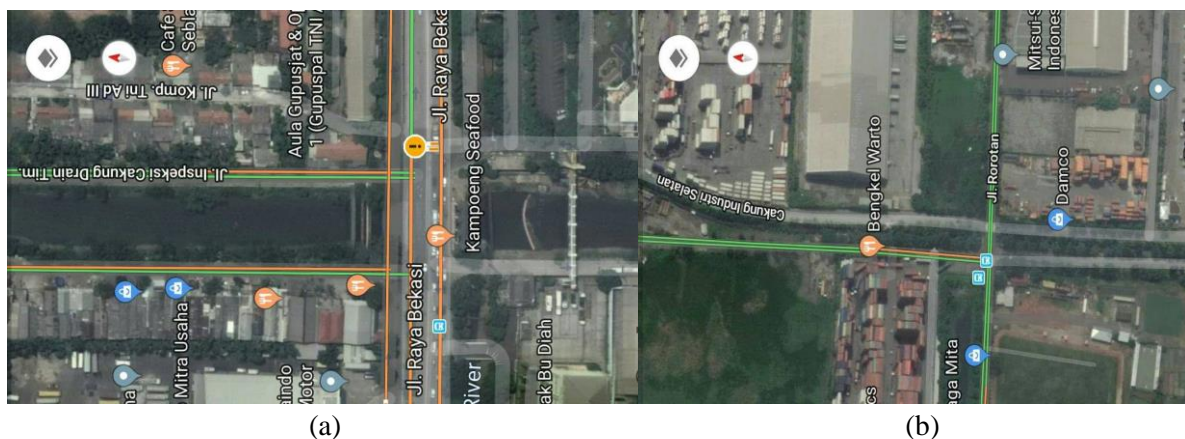 Cafe
Sebla
Jl. Komp. Tni Ad III
Aula Gupusjat & O
1 (Gupuspal TNI A
Jl. Raya Beka
Jl. Inspeksi Cakung Drain Tim.
Kampoeng Seafood
Mitra Usaha
Jl. Raya Bekasi
aindo
Motor
River
ak Bu Diah
Mitsui-S
Indones
Cakung Industri Selatan
Bengkel Warto
Jl. Rorotan
Damco
aga Mita
cs
(a)
(b)